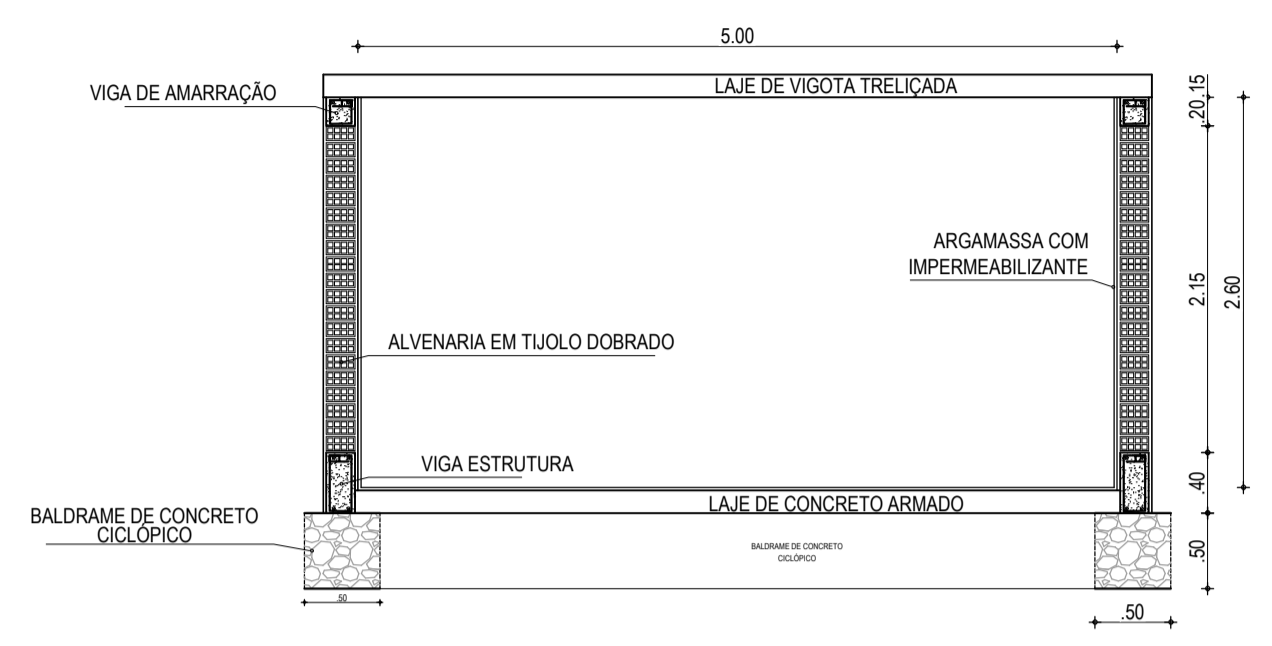 5.00
LAJE DE VIGOTA TRELIÇADA
VIGA DE AMARRAÇÃO
.15
.20
ARGAMASSA COM
IMPERMEABILIZANTE
2.15
2.60
ALVENARIA EM TIJOLO DOBRADO
VIGA ESTRUTURA
.40
LAJE DE CONCRETO ARMADO
BALDRAME DE CONCRETO
CICLÓPICO
BALDRAME DE CONCRETO
CICLÓPICO
.50
.50
.50